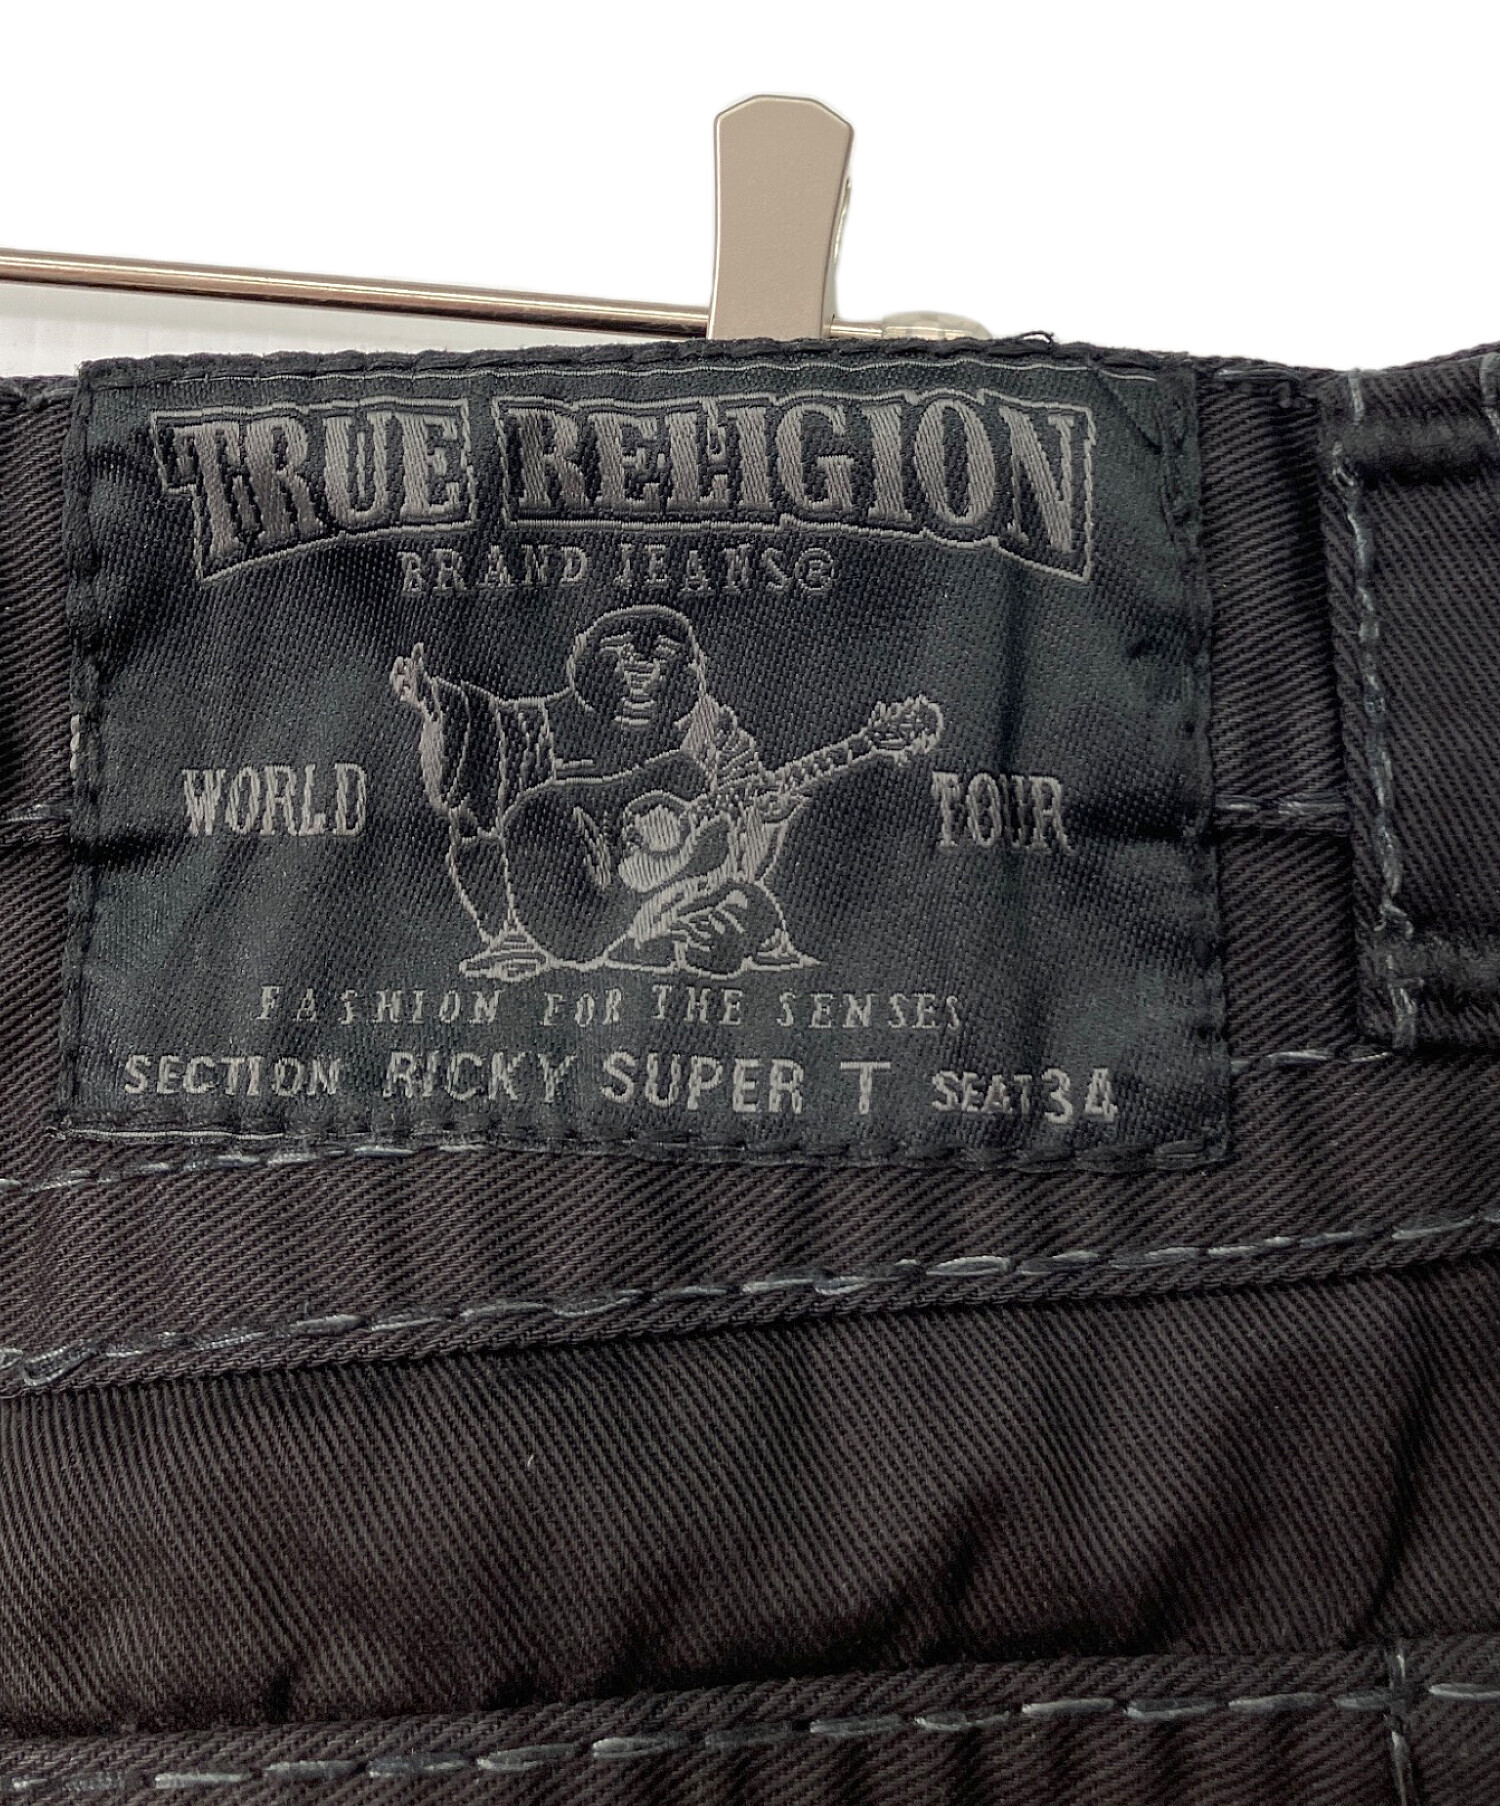 TRUE RELIGION
BRAND JEANS®
WORLD TOUR
FASHION FOR THE SENSES
SECTION RICKY SUPER T SEAT 34